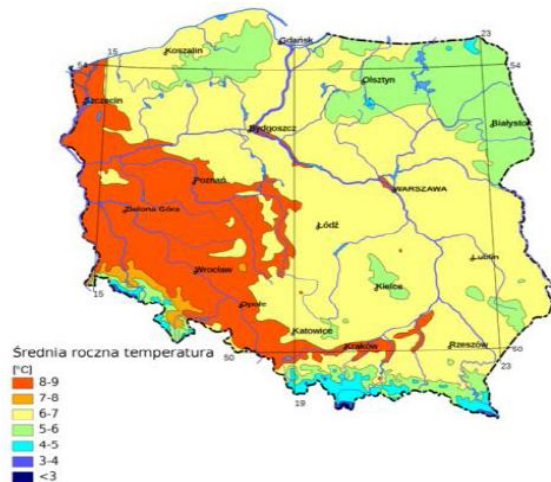 23
Gdańsk
15
Koszalin
54
54
Olsztyn
Szczecin
Białystok
Bydgoszcz
Poznań
WARSZAWA
Zielona Góra
Łódź
Lublin
Wrocław
Kielce
15
Opole
Katowice
Kraków
Rzeszów
50
50
23
19
Średnia roczna temperatura
[°C]
8-9
7-8
6-7
5-6
4-5
3-4
<3